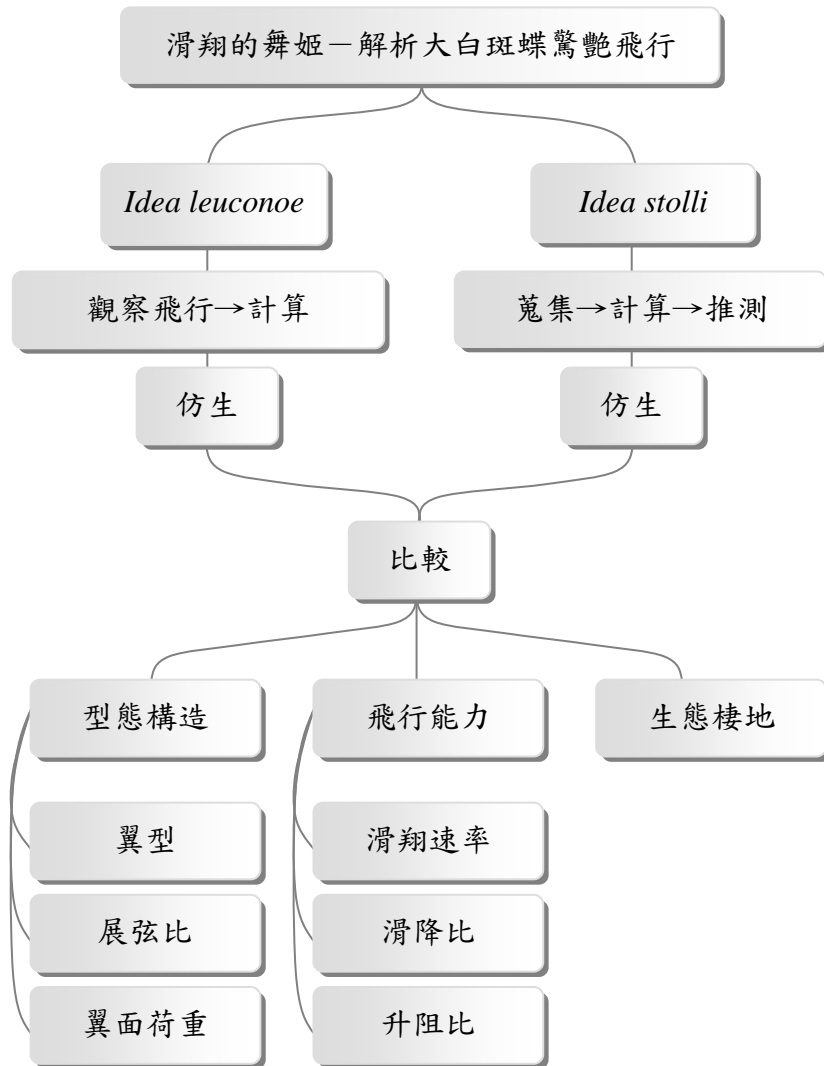 滑翔的舞姬－解析大白斑蝶驚艷飛行
Idea leuconoe
Idea stolli
觀察飛行→計算
蒐集→計算→推測
仿生
仿生
比較
型態構造
飛行能力
生態棲地
翼型
滑翔速率
展弦比
滑降比
翼面荷重
升阻比